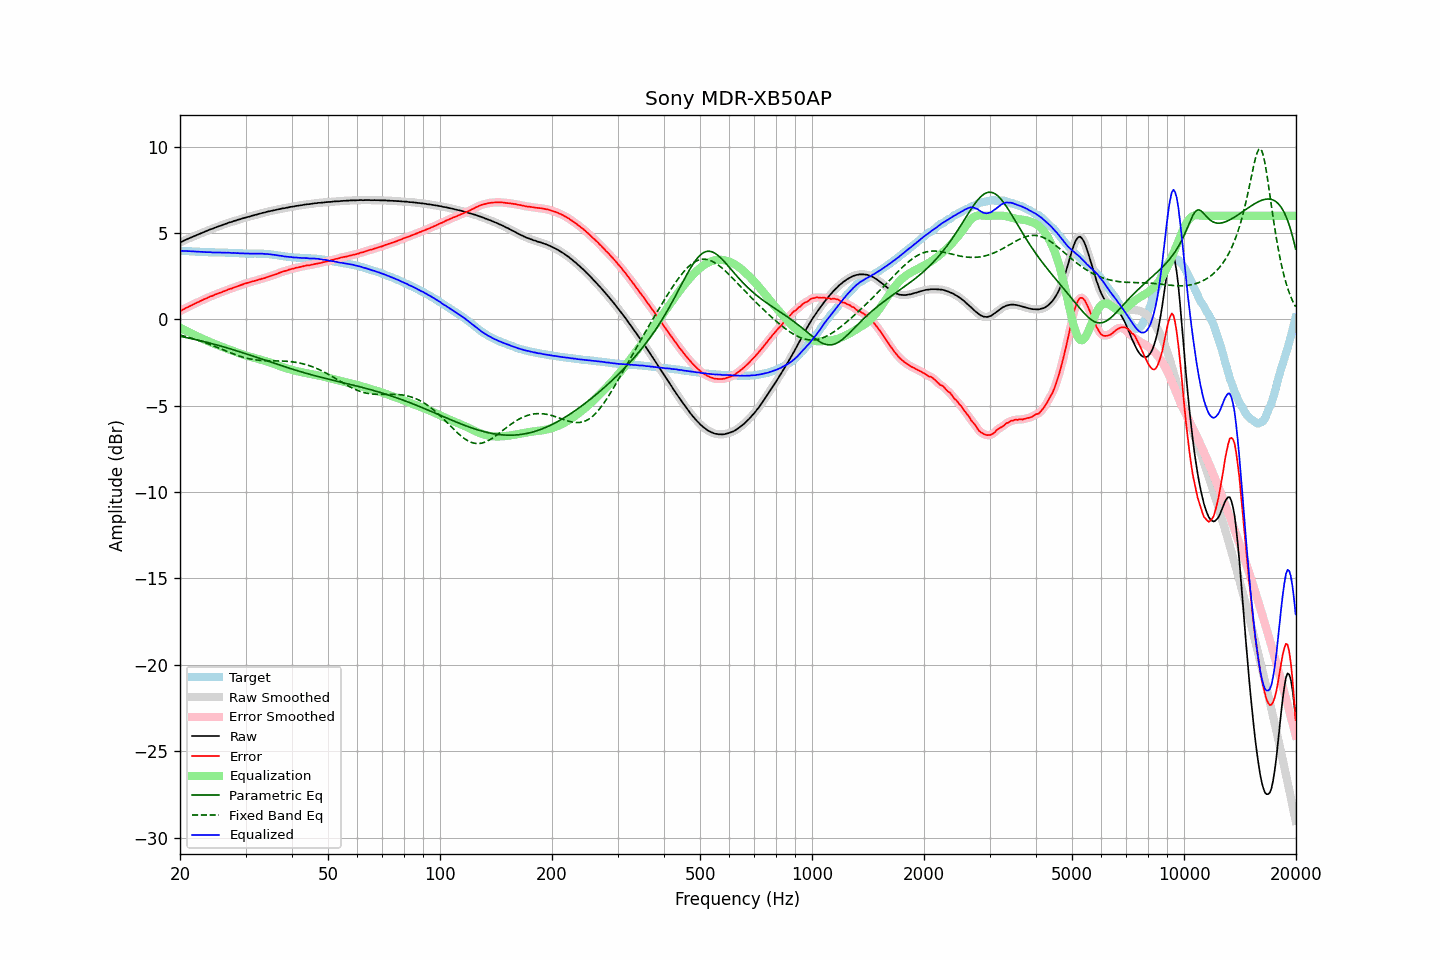 Sony MDR-XB50AP
10
5
0
−5
−10
−15
−20
−25
−30
Amplitude (dBr)
Target
Raw Smoothed
Error Smoothed
Raw
Error
Equalization
Parametric Eq
Fixed Band Eq
Equalized
20
50
100
200
500
1000
2000
5000
10000
20000
Frequency (Hz)